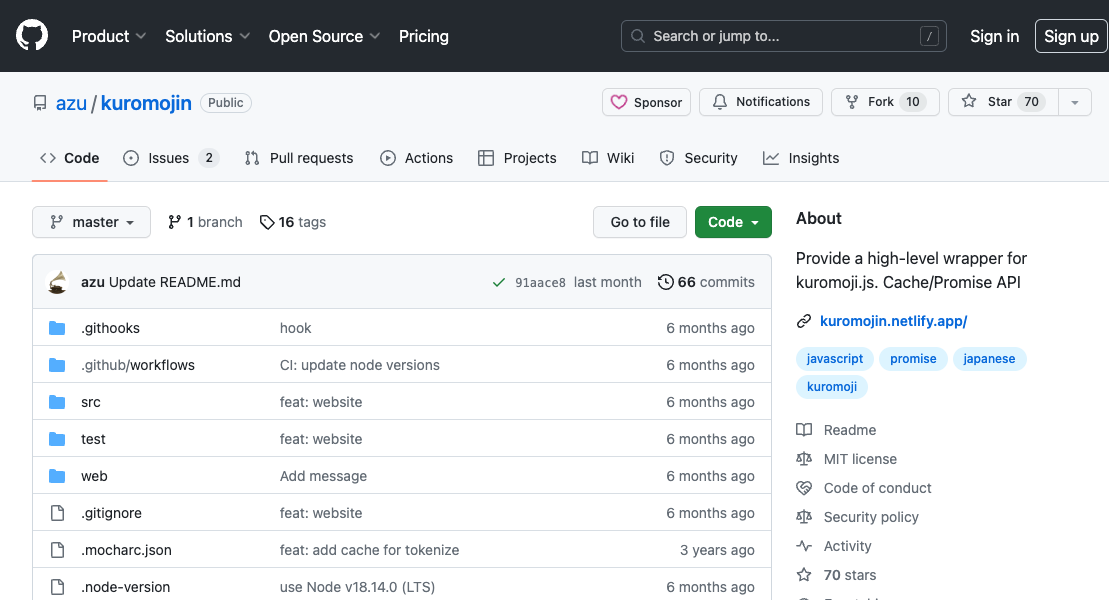 Product Solutions Open Source Pricing Search or jump to... / Sign in Sign up
azu / kuromojin Public Sponsor Notifications Fork 10 Star 70
Code Issues 2 Pull requests Actions Projects Wiki Security Insights
master 1 branch 16 tags Go to file Code
azu Update README.md 91aace8 last month 66 commits
.githooks hook 6 months ago
.github/workflows CI: update node versions 6 months ago
src feat: website 6 months ago
test feat: website 6 months ago
web Add message 6 months ago
.gitignore feat: website 6 months ago
.mocharc.json feat: add cache for tokenize 3 years ago
.node-version use Node v18.14.0 (LTS) 6 months ago
About
Provide a high-level wrapper for
kuromoji.js. Cache/Promise API
kuromojin.netlify.app/
javascript promise japanese
kuromoji
Readme
MIT license
Code of conduct
Security policy
Activity
70 stars